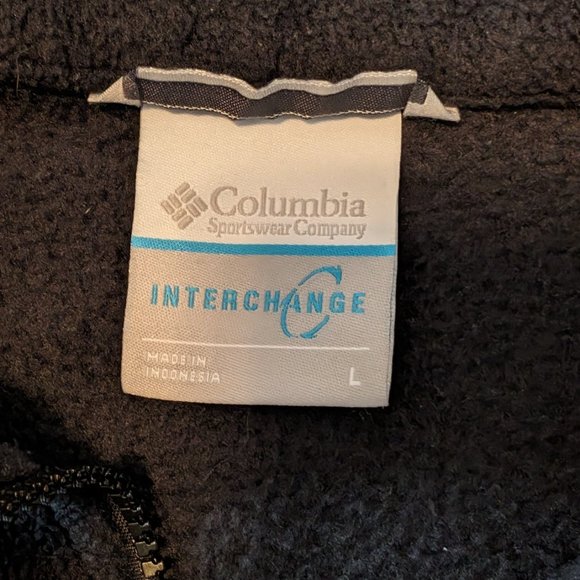 Columbia
Sportswear Company
INTERCHANGE
MADE IN
INDONESIA
L